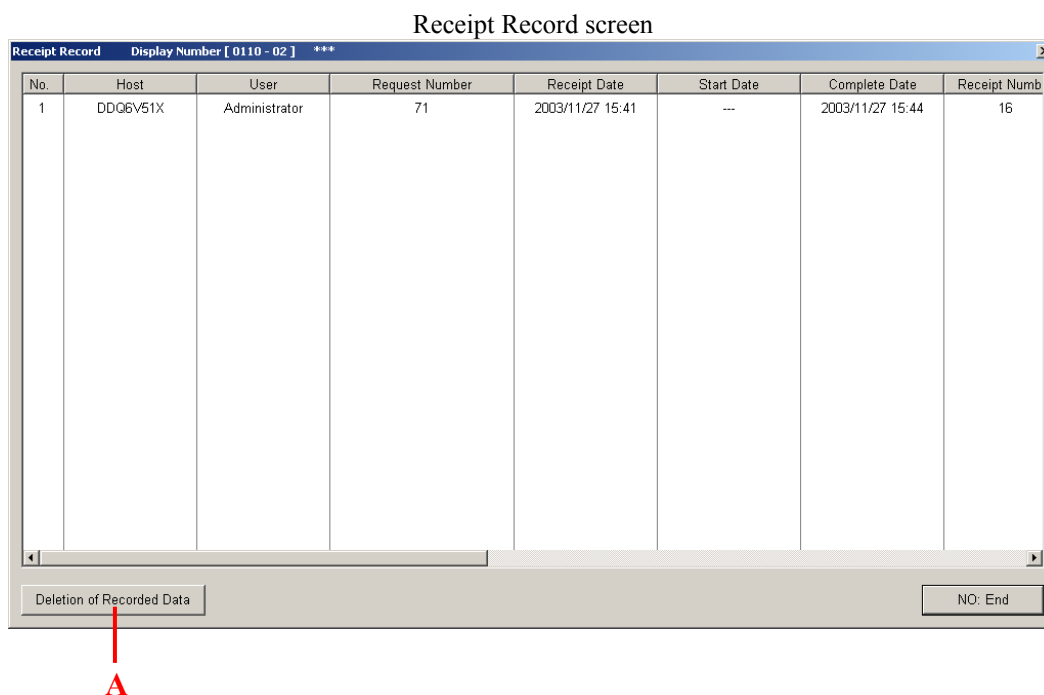 Receipt Record screen
Receipt Record Display Number [ 0110 - 02 ] ***
No. Host User Request Number Receipt Date Start Date Complete Date Receipt Numb
1 DDQ6V51X Administrator 71 2003/11/27 15:41 --- 2003/11/27 15:44 16
Deletion of Recorded Data NO: End
A